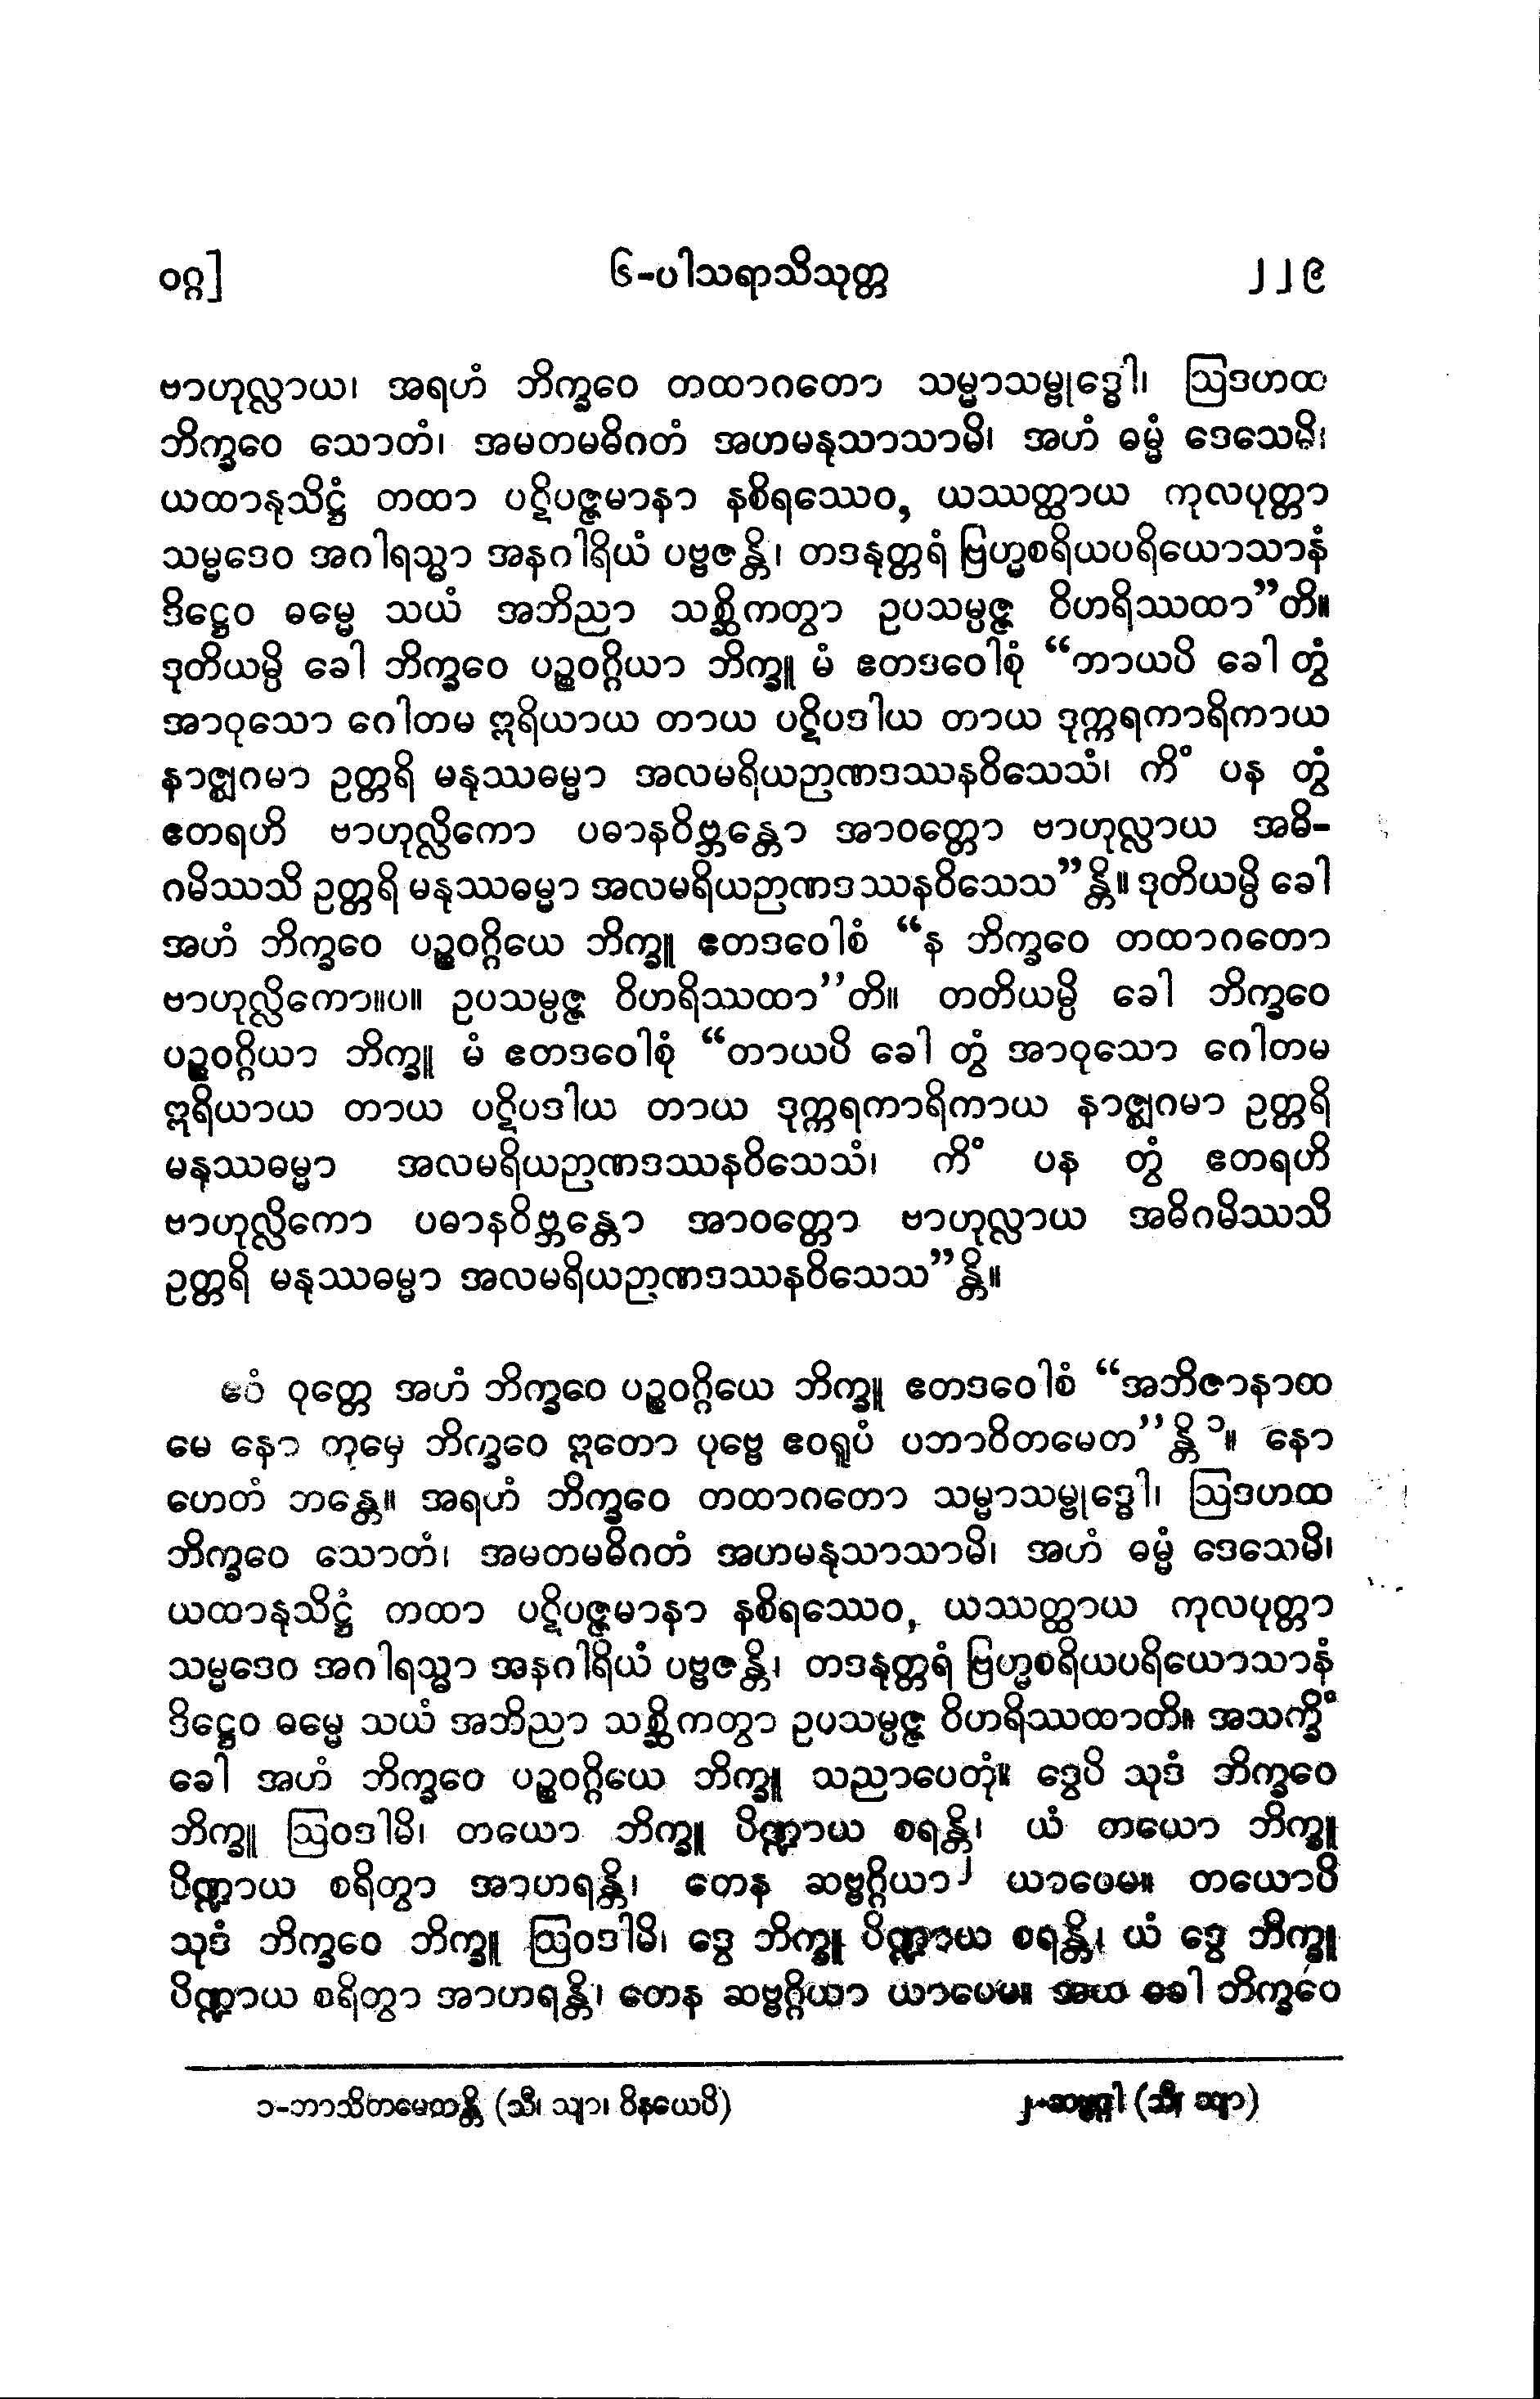 ဝဂ္ဂ] ၆-ပါသရာသိသုတ္တ ၂၂၉
ဗာဟုလ္လာယ၊ အရဟံ ဘိက္ခဝေ တထာဂတော သမ္မာသမ္ဗုဒ္ဓေါ၊ ဩဒဟထ
ဘိက္ခဝေ သောတံ၊ အမတမဓိဂတံ အဟမနုသာသာမိ၊ အဟံ ဓမ္မံ ဒေသေမိ၊
ယထာနုသိဋ္ဌံ တထာ ပဋိပဇ္ဇမာနာ နစိရဿေဝ, ယဿတ္ထာယ ကုလပုတ္တာ
သမ္မဒေဝ အဂါရသ္မာ အနဂါရိယံ ပဗ္ဗဇန္တိ၊ တဒနုတ္တရံ ဗြဟ္မစရိယပရိယောသာနံ
ဒိဋ္ဌေဝ ဓမ္မေ သယံ အဘိညာ သစ္ဆိကတွာ ဥပသမ္ပဇ္ဇ ဝိဟရိဿထာ”တိ။
ဒုတိယမ္ပိ ခေါ ဘိက္ခဝေ ပဉ္စဝဂ္ဂိယာ ဘိက္ခူ မံ ဧတဒဝေါစုံ “တာယပိ ခေါ တွံ
အာဝုသော ဂေါတမ ဣရိယာယ တာယ ပဋိပဒါယ တာယ ဒုက္ကရကာရိကာယ
နာဇ္ဈဂမာ ဥတ္တရိ မနုဿဓမ္မာ အလမရိယဉာဏဒဿနဝိသေသံ၊ ကိံ ပန တွံ
ဧတရဟိ ဗာဟုလ္လိကော ပဓာနဝိဗ္ဘန္တော အာဝတ္တော ဗာဟုလ္လာယ အဓိ-
ဂမိဿသိ ဥတ္တရိ မနုဿဓမ္မာ အလမရိယဉာဏဒဿနဝိသေသ”န္တိ။ ဒုတိယမ္ပိ ခေါ
အဟံ ဘိက္ခဝေ ပဉ္စဝဂ္ဂိယေ ဘိက္ခူ ဧတဒဝေါစံ “န ဘိက္ခဝေ တထာဂတော
ဗာဟုလ္လိကော။ပ။ ဥပသမ္ပဇ္ဇ ဝိဟရိဿထာ”တိ။ တတိယမ္ပိ ခေါ ဘိက္ခဝေ
ပဉ္စဝဂ္ဂိယာ ဘိက္ခူ မံ ဧတဒဝေါစုံ “တာယပိ ခေါ တွံ အာဝုသော ဂေါတမ
ဣရိယာယ တာယ ပဋိပဒါယ တာယ ဒုက္ကရကာရိကာယ နာဇ္ဈဂမာ ဥတ္တရိ
မနုဿဓမ္မာ အလမရိယဉာဏဒဿနဝိသေသံ၊ ကိံ ပန တွံ ဧတရဟိ
ဗာဟုလ္လိကော ပဓာနဝိဗ္ဘန္တော အာဝတ္တော ဗာဟုလ္လာယ အဓိဂမိဿသိ
ဥတ္တရိ မနုဿဓမ္မာ အလမရိယဉာဏဒဿနဝိသေသ”န္တိ။
ဧဝံ ဝုတ္တေ အဟံ ဘိက္ခဝေ ပဉ္စဝဂ္ဂိယေ ဘိက္ခူ ဧတဒဝေါစံ “အဘိဇာနာထ
မေ နော တုမှေ ဘိက္ခဝေ ဣတော ပုဗ္ဗေ ဧဝရူပံ ပဘာဝိတမေတ”န္တိ၁။ နော
ဟေတံ ဘန္တေ။ အရဟံ ဘိက္ခဝေ တထာဂတော သမ္မာသမ္ဗုဒ္ဓေါ၊ ဩဒဟထ
ဘိက္ခဝေ သောတံ၊ အမတမဓိဂတံ အဟမနုသာသာမိ၊ အဟံ ဓမ္မံ ဒေသေမိ၊
ယထာနုသိဋ္ဌံ တထာ ပဋိပဇ္ဇမာနာ နစိရဿေဝ, ယဿတ္ထာယ ကုလပုတ္တာ
သမ္မဒေဝ အဂါရသ္မာ အနဂါရိယံ ပဗ္ဗဇန္တိ၊ တဒနုတ္တရံ ဗြဟ္မစရိယပရိယောသာနံ
ဒိဋ္ဌေဝ ဓမ္မေ သယံ အဘိညာ သစ္ဆိကတွာ ဥပသမ္ပဇ္ဇ ဝိဟရိဿထာတိ။ အသက္ခိံ
ခေါ အဟံ ဘိက္ခဝေ ပဉ္စဝဂ္ဂိယေ ဘိက္ခူ သညာပေတုံ။ ဒွေပိ သုဒံ ဘိက္ခဝေ
ဘိက္ခူ ဩဝဒါမိ၊ တယော ဘိက္ခူ ပိဏ္ဍာယ စရန္တိ၊ ယံ တယော ဘိက္ခူ
ပိဏ္ဍာယ စရိတွာ အာဟရန္တိ၊ တေန ဆဗ္ဗဂ္ဂိယာ၂ ယာပေမ။ တယောပိ
သုဒံ ဘိက္ခဝေ ဘိက္ခူ ဩဝဒါမိ၊ ဒွေ ဘိက္ခူ ပိဏ္ဍာယ စရန္တိ၊ ယံ ဒွေ ဘိက္ခူ
ပိဏ္ဍာယ စရိတွာ အာဟရန္တိ၊ တေန ဆဗ္ဗဂ္ဂိယာ ယာပေမ။ အထ ခေါ ဘိက္ခဝေ
၁-ဘာသိတမေတန္တိ (သီ၊ သျာ၊ ဝိနယေပိ) ၂-ဆဗ္ဗဂ္ဂါ (သီ၊ သျာ)